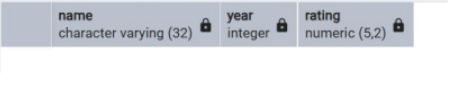 name year rating
character varying (32) integer numeric (5,2)